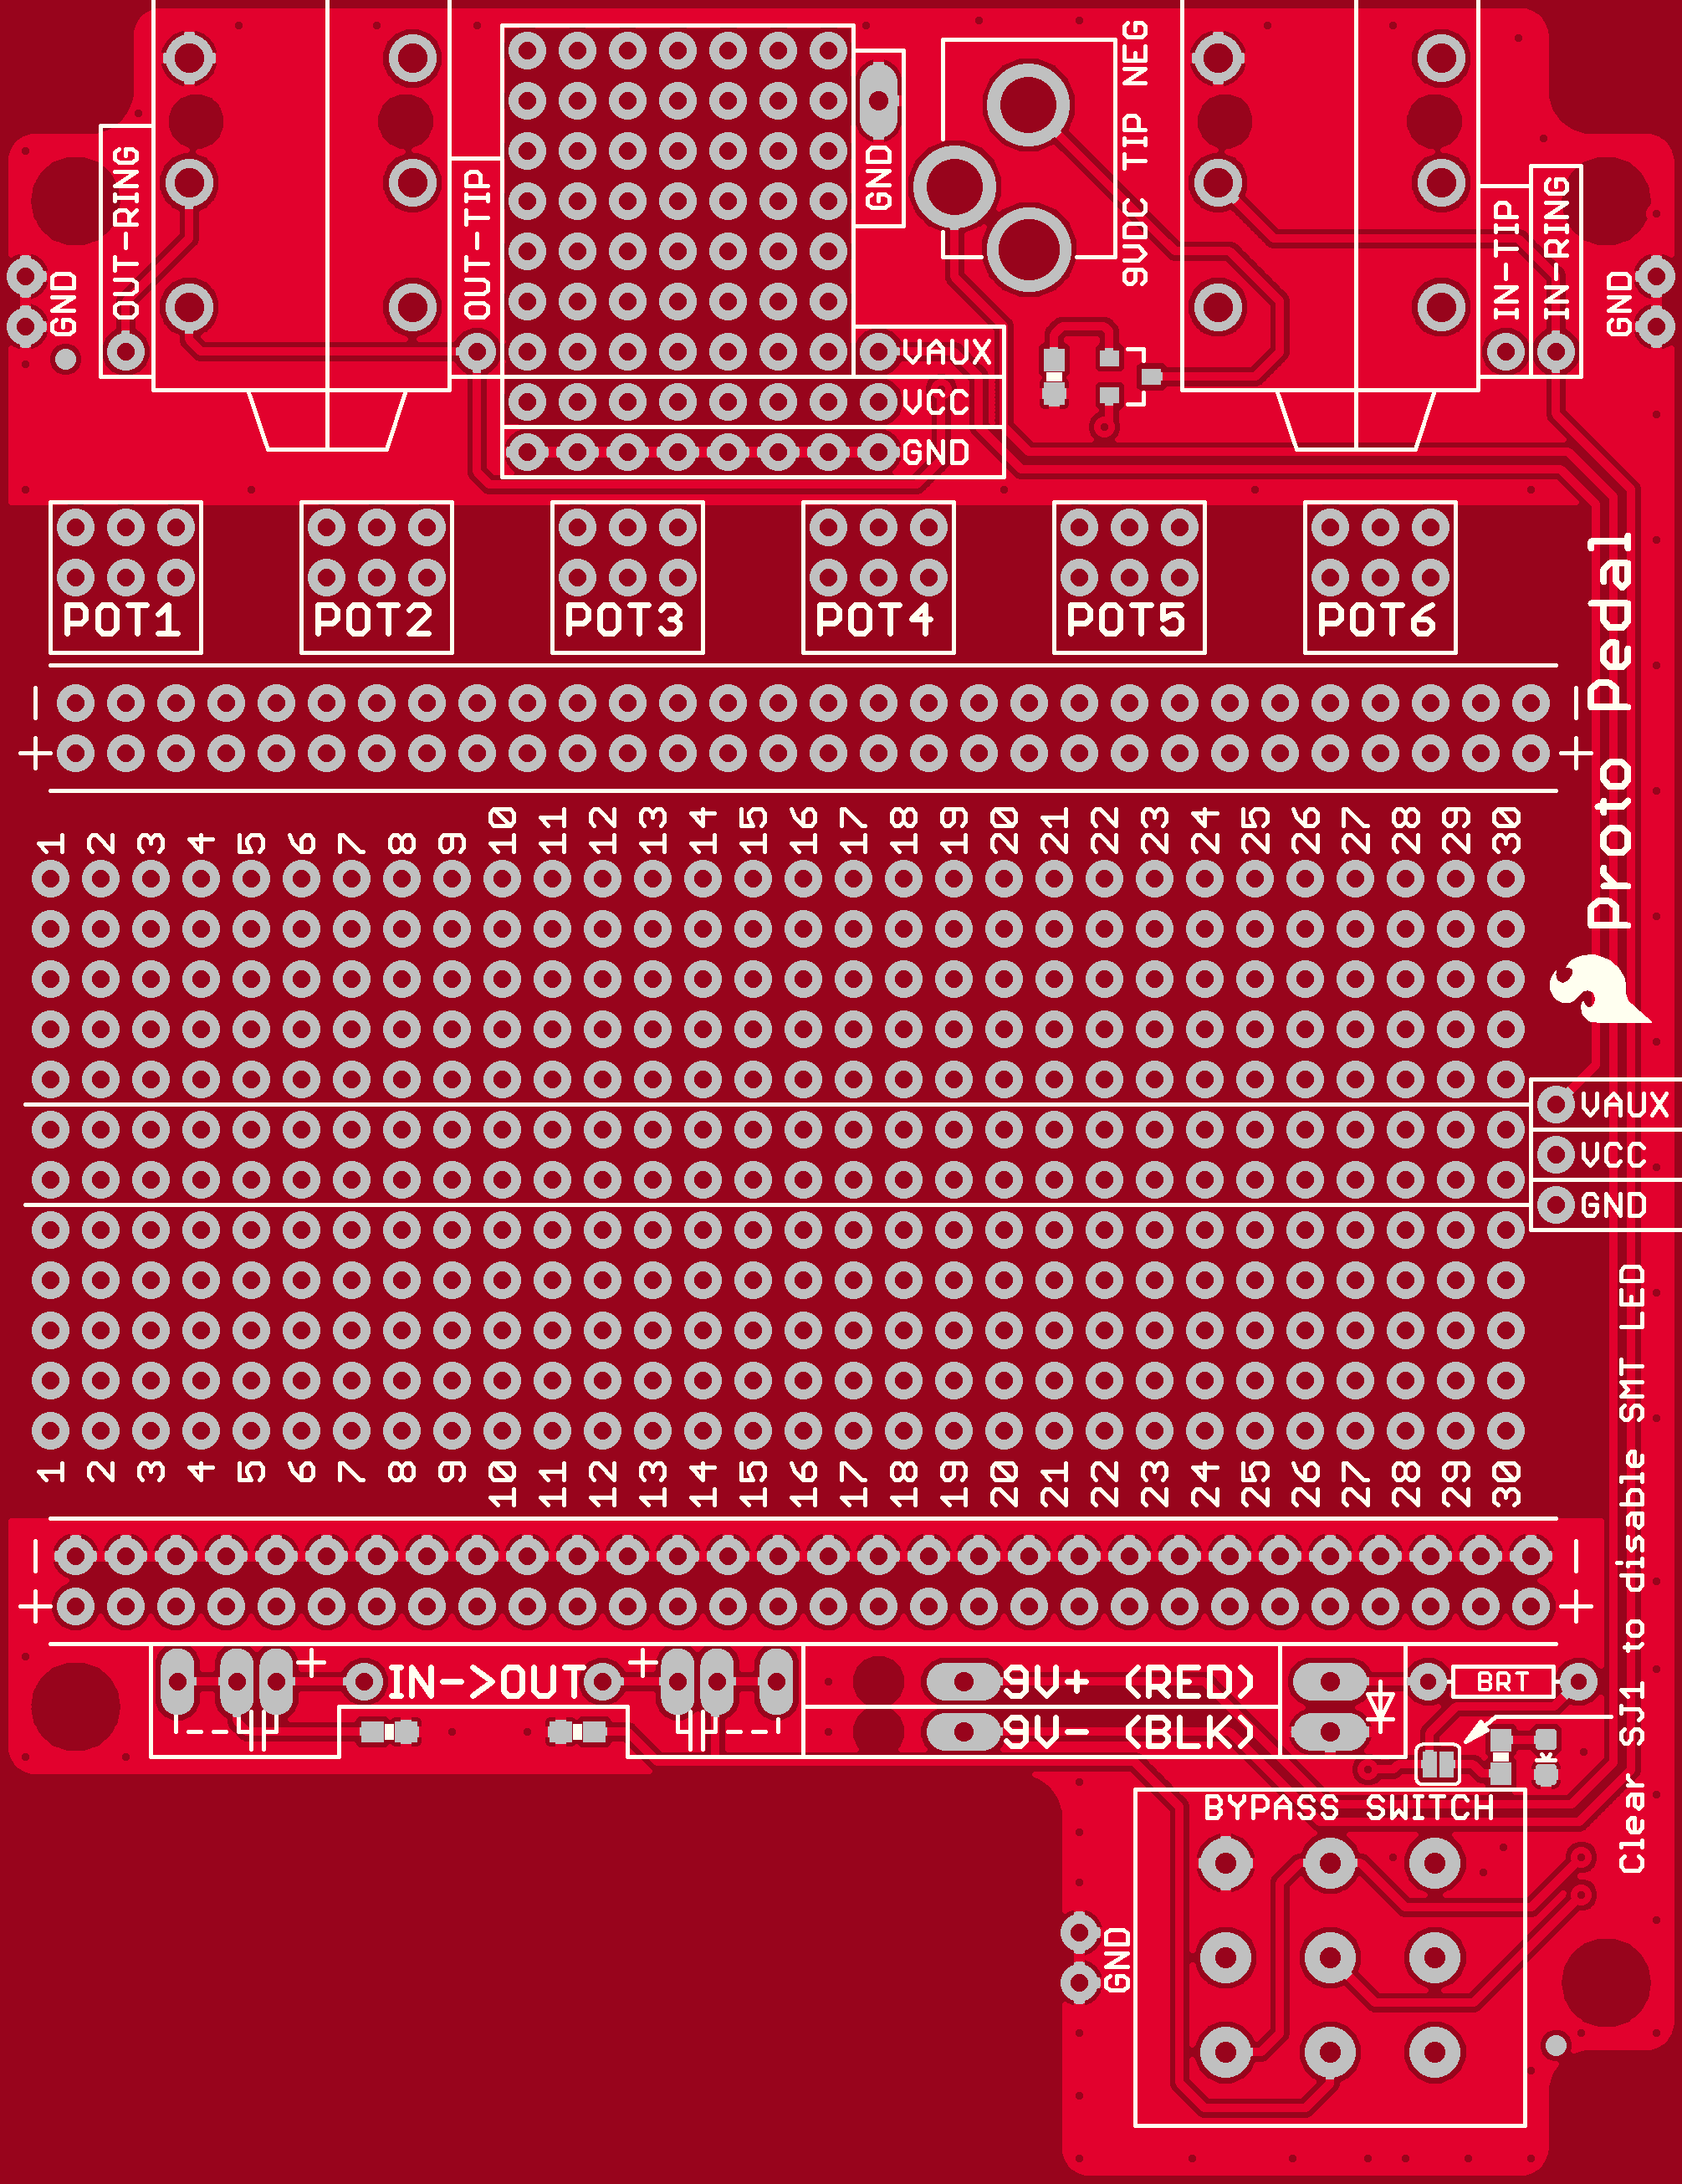 OUT-RING
OUT-TIP
GND
9VDC TIP NEG
IN-TIP
IN-RING
GND
GND
VAUX
VCC
GND
POT1 POT2 POT3 POT4 POT5 POT6
Proto Pedal
- -
+ +
1 2 3 4 5 6 7 8 9 10 11 12 13 14 15 16 17 18 19 20 21 22 23 24 25 26 27 28 29 30
VAUX
VCC
GND
1 2 3 4 5 6 7 8 9 10 11 12 13 14 15 16 17 18 19 20 21 22 23 24 25 26 27 28 29 30
- -
+ +
+ IN->OUT +
9V+ (RED)
9V- (BLK)
BRT
Clear SJ1 to disable SMT LED
BYPASS SWITCH
GND